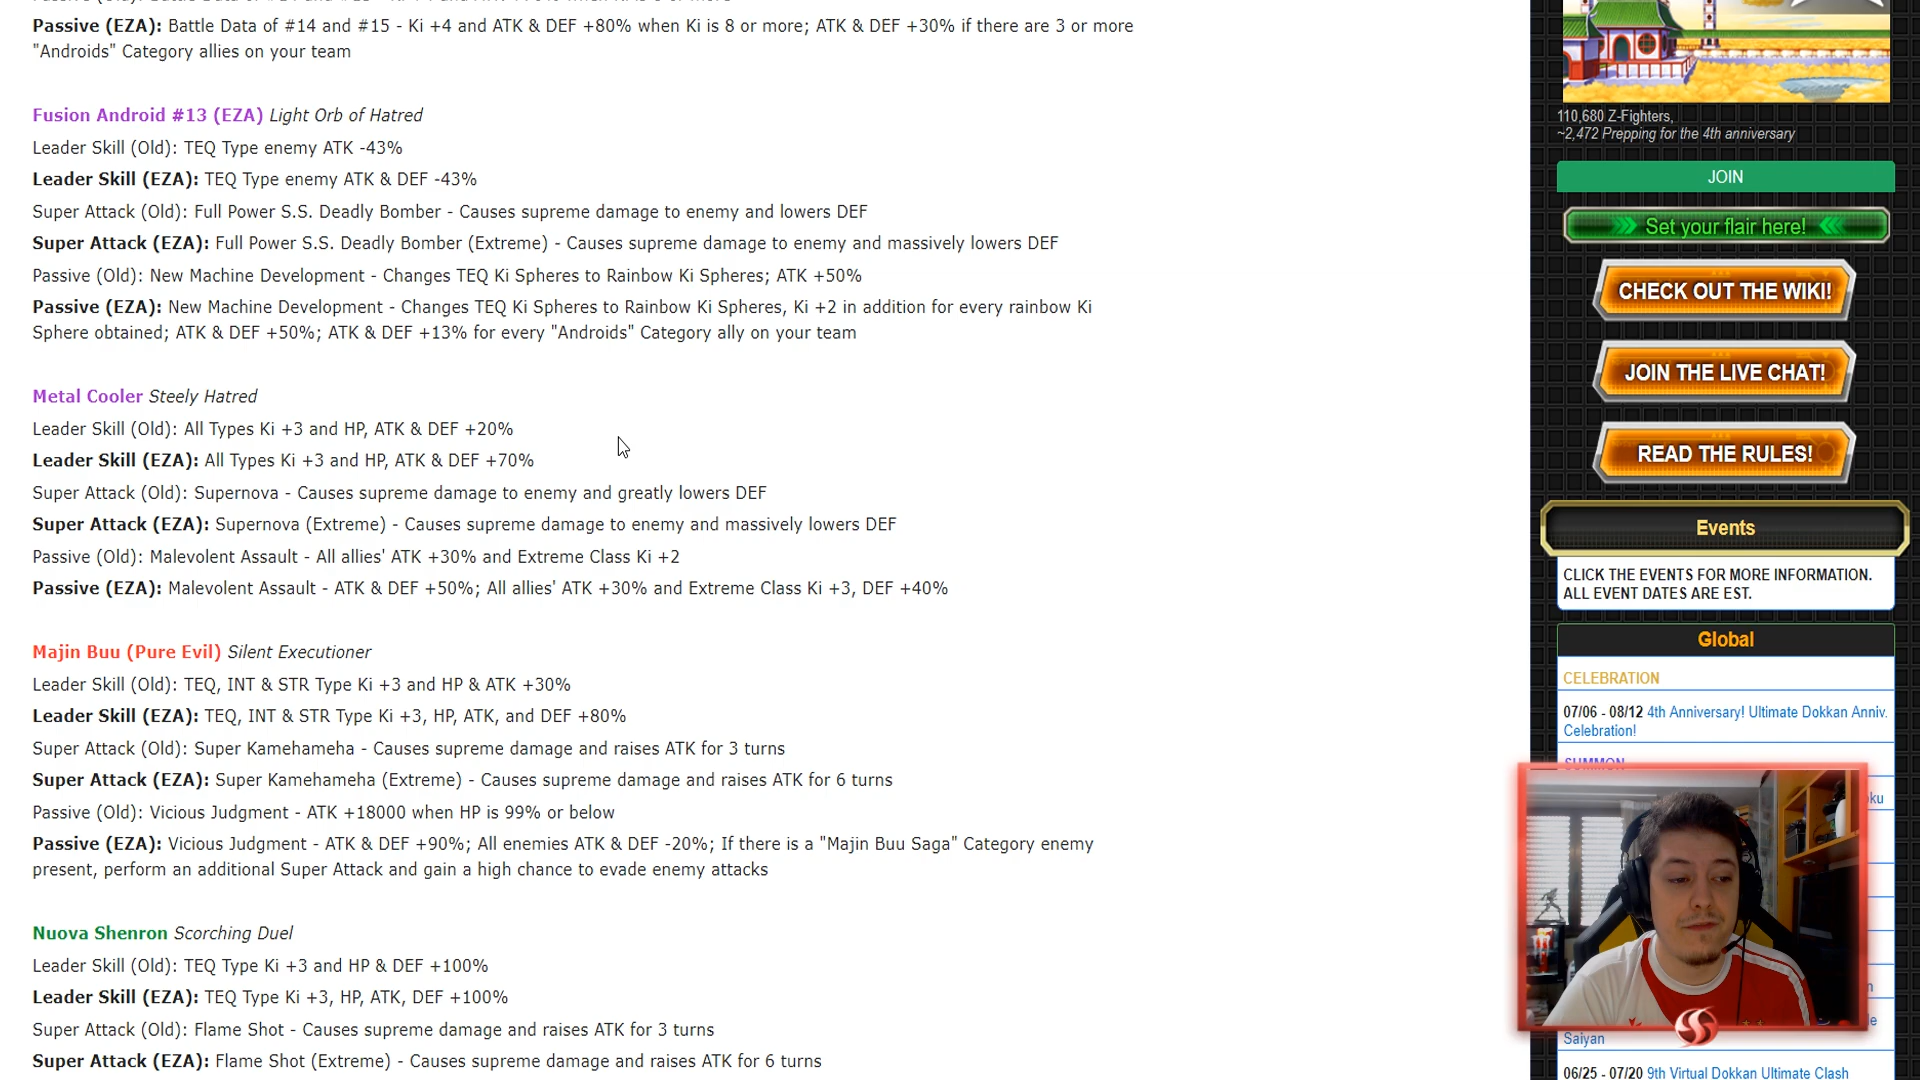 Passive (EZA): Battle Data of #14 and #15 - Ki +4 and ATK & DEF +80% when Ki is 8 or more; ATK & DEF +30% if there are 3 or more
"Androids" Category allies on your team
Fusion Android #13 (EZA) Light Orb of Hatred
Leader Skill (Old): TEQ Type enemy ATK -43%
Leader Skill (EZA): TEQ Type enemy ATK & DEF -43%
Super Attack (Old): Full Power S.S. Deadly Bomber - Causes supreme damage to enemy and lowers DEF
Super Attack (EZA): Full Power S.S. Deadly Bomber (Extreme) - Causes supreme damage to enemy and massively lowers DEF
Passive (Old): New Machine Development - Changes TEQ Ki Spheres to Rainbow Ki Spheres; ATK +50%
Passive (EZA): New Machine Development - Changes TEQ Ki Spheres to Rainbow Ki Spheres, Ki +2 in addition for every rainbow Ki
Sphere obtained; ATK & DEF +50%; ATK & DEF +13% for every "Androids" Category ally on your team
Metal Cooler Steely Hatred
Leader Skill (Old): All Types Ki +3 and HP, ATK & DEF +20%
Leader Skill (EZA): All Types Ki +3 and HP, ATK & DEF +70%
Super Attack (Old): Supernova - Causes supreme damage to enemy and greatly lowers DEF
Super Attack (EZA): Supernova (Extreme) - Causes supreme damage to enemy and massively lowers DEF
Passive (Old): Malevolent Assault - All allies' ATK +30% and Extreme Class Ki +2
Passive (EZA): Malevolent Assault - ATK & DEF +50%; All allies' ATK +30% and Extreme Class Ki +3, DEF +40%
Majin Buu (Pure Evil) Silent Executioner
Leader Skill (Old): TEQ, INT & STR Type Ki +3 and HP & ATK +30%
Leader Skill (EZA): TEQ, INT & STR Type Ki +3, HP, ATK, and DEF +80%
Super Attack (Old): Super Kamehameha - Causes supreme damage and raises ATK for 3 turns
Super Attack (EZA): Super Kamehameha (Extreme) - Causes supreme damage and raises ATK for 6 turns
Passive (Old): Vicious Judgment - ATK +18000 when HP is 99% or below
Passive (EZA): Vicious Judgment - ATK & DEF +90%; All enemies ATK & DEF -20%; If there is a "Majin Buu Saga" Category enemy
present, perform an additional Super Attack and gain a high chance to evade enemy attacks
Nuova Shenron Scorching Duel
Leader Skill (Old): TEQ Type Ki +3 and HP & DEF +100%
Leader Skill (EZA): TEQ Type Ki +3, HP, ATK, DEF +100%
Super Attack (Old): Flame Shot - Causes supreme damage and raises ATK for 3 turns
Super Attack (EZA): Flame Shot (Extreme) - Causes supreme damage and raises ATK for 6 turns
110,680 Z-Fighters,
~2,472 Prepping for the 4th anniversary
JOIN
Set your flair here!
CHECK OUT THE WIKI!
JOIN THE LIVE CHAT!
READ THE RULES!
Events
CLICK THE EVENTS FOR MORE INFORMATION.
ALL EVENT DATES ARE EST.
Global
CELEBRATION
07/06 - 08/12 4th Anniversary! Ultimate Dokkan Anniv.
Celebration!
SUMMON
Saiyan
06/25 - 07/20 9th Virtual Dokkan Ultimate Clash